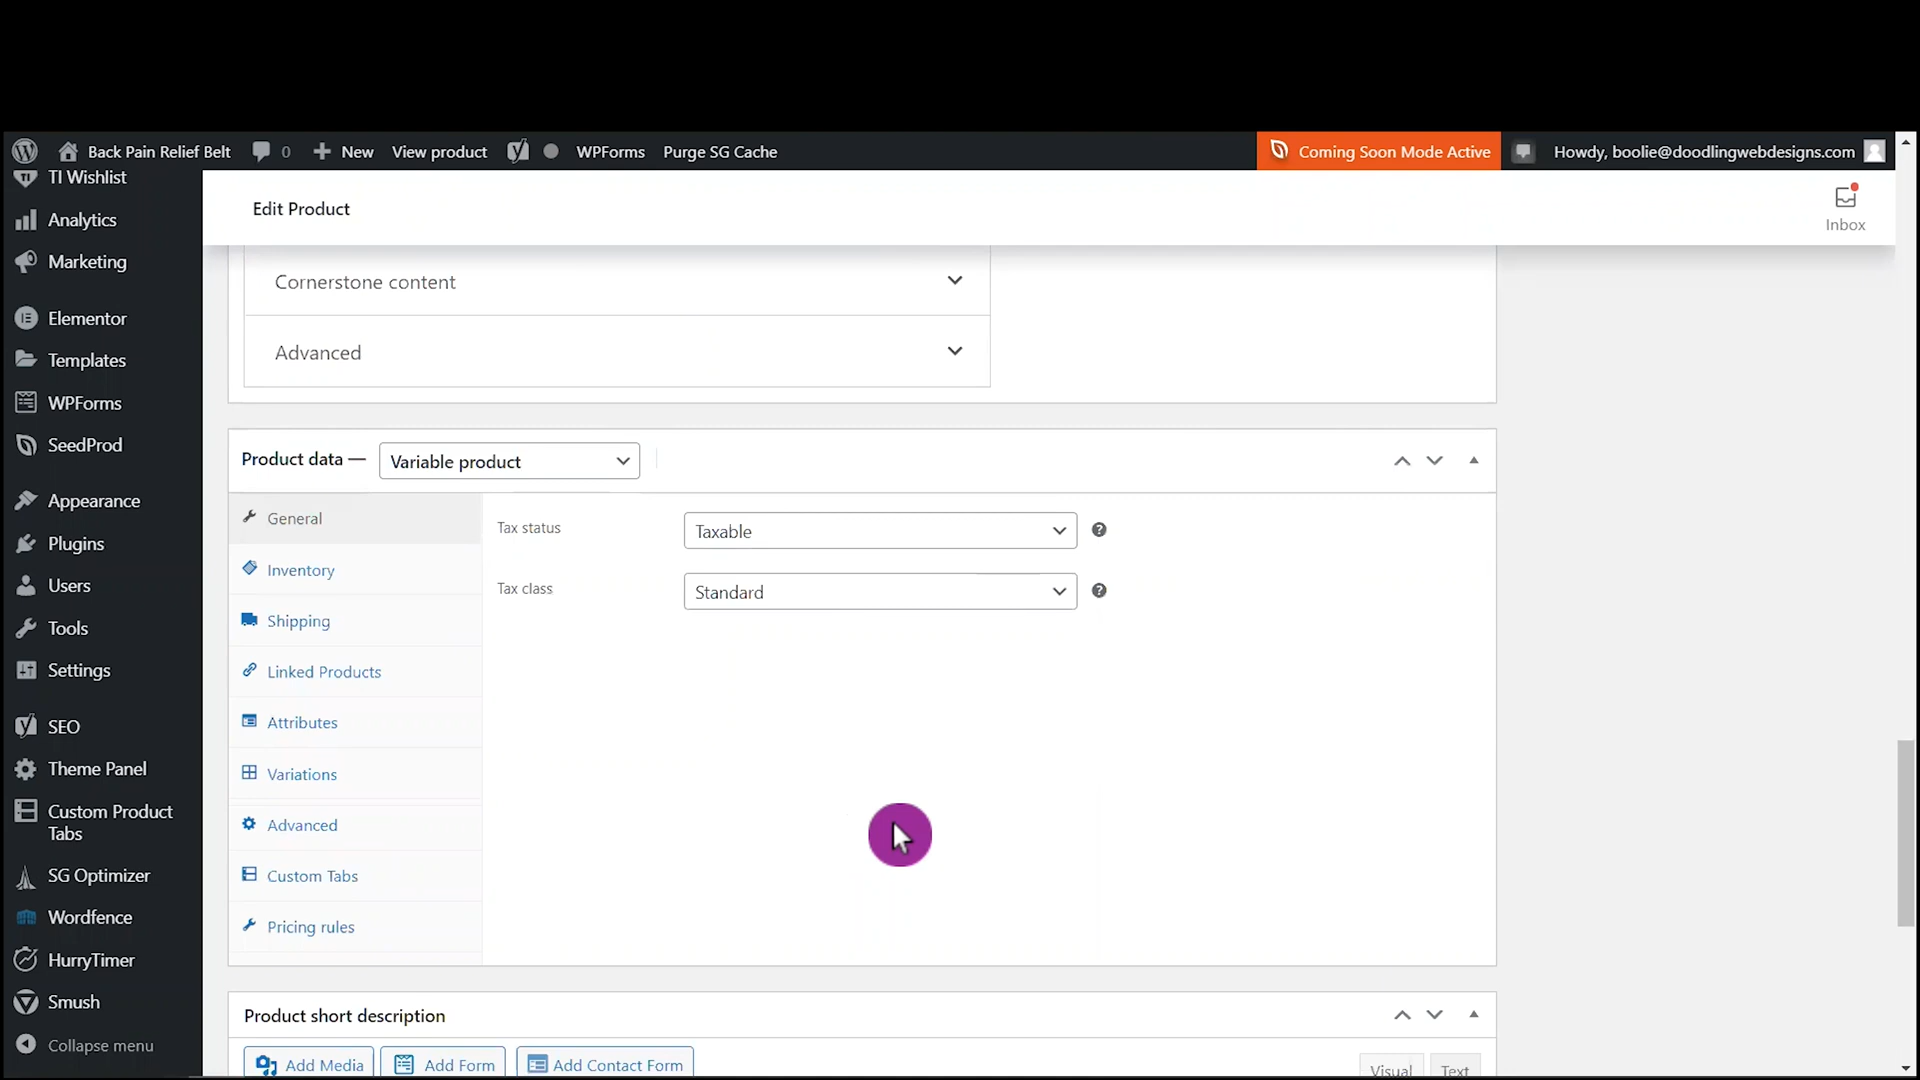 Back Pain Relief Belt 0 New View product WPForms Purge SG Cache Coming Soon Mode Active Howdy, boolie@doodlingwebdesigns.com
TI Wishlist
Analytics
Marketing
Elementor
Templates
WPForms
SeedProd
Appearance
Plugins
Users
Tools
Settings
SEO
Theme Panel
Custom Product
Tabs
SG Optimizer
Wordfence
HurryTimer
Smush
Collapse menu
Edit Product
Inbox
Cornerstone content
Advanced
Product data — Variable product
General
Inventory
Shipping
Linked Products
Attributes
Variations
Advanced
Custom Tabs
Pricing rules
Tax status Taxable
Tax class Standard
Product short description
Add Media Add Form Add Contact Form Visual Text